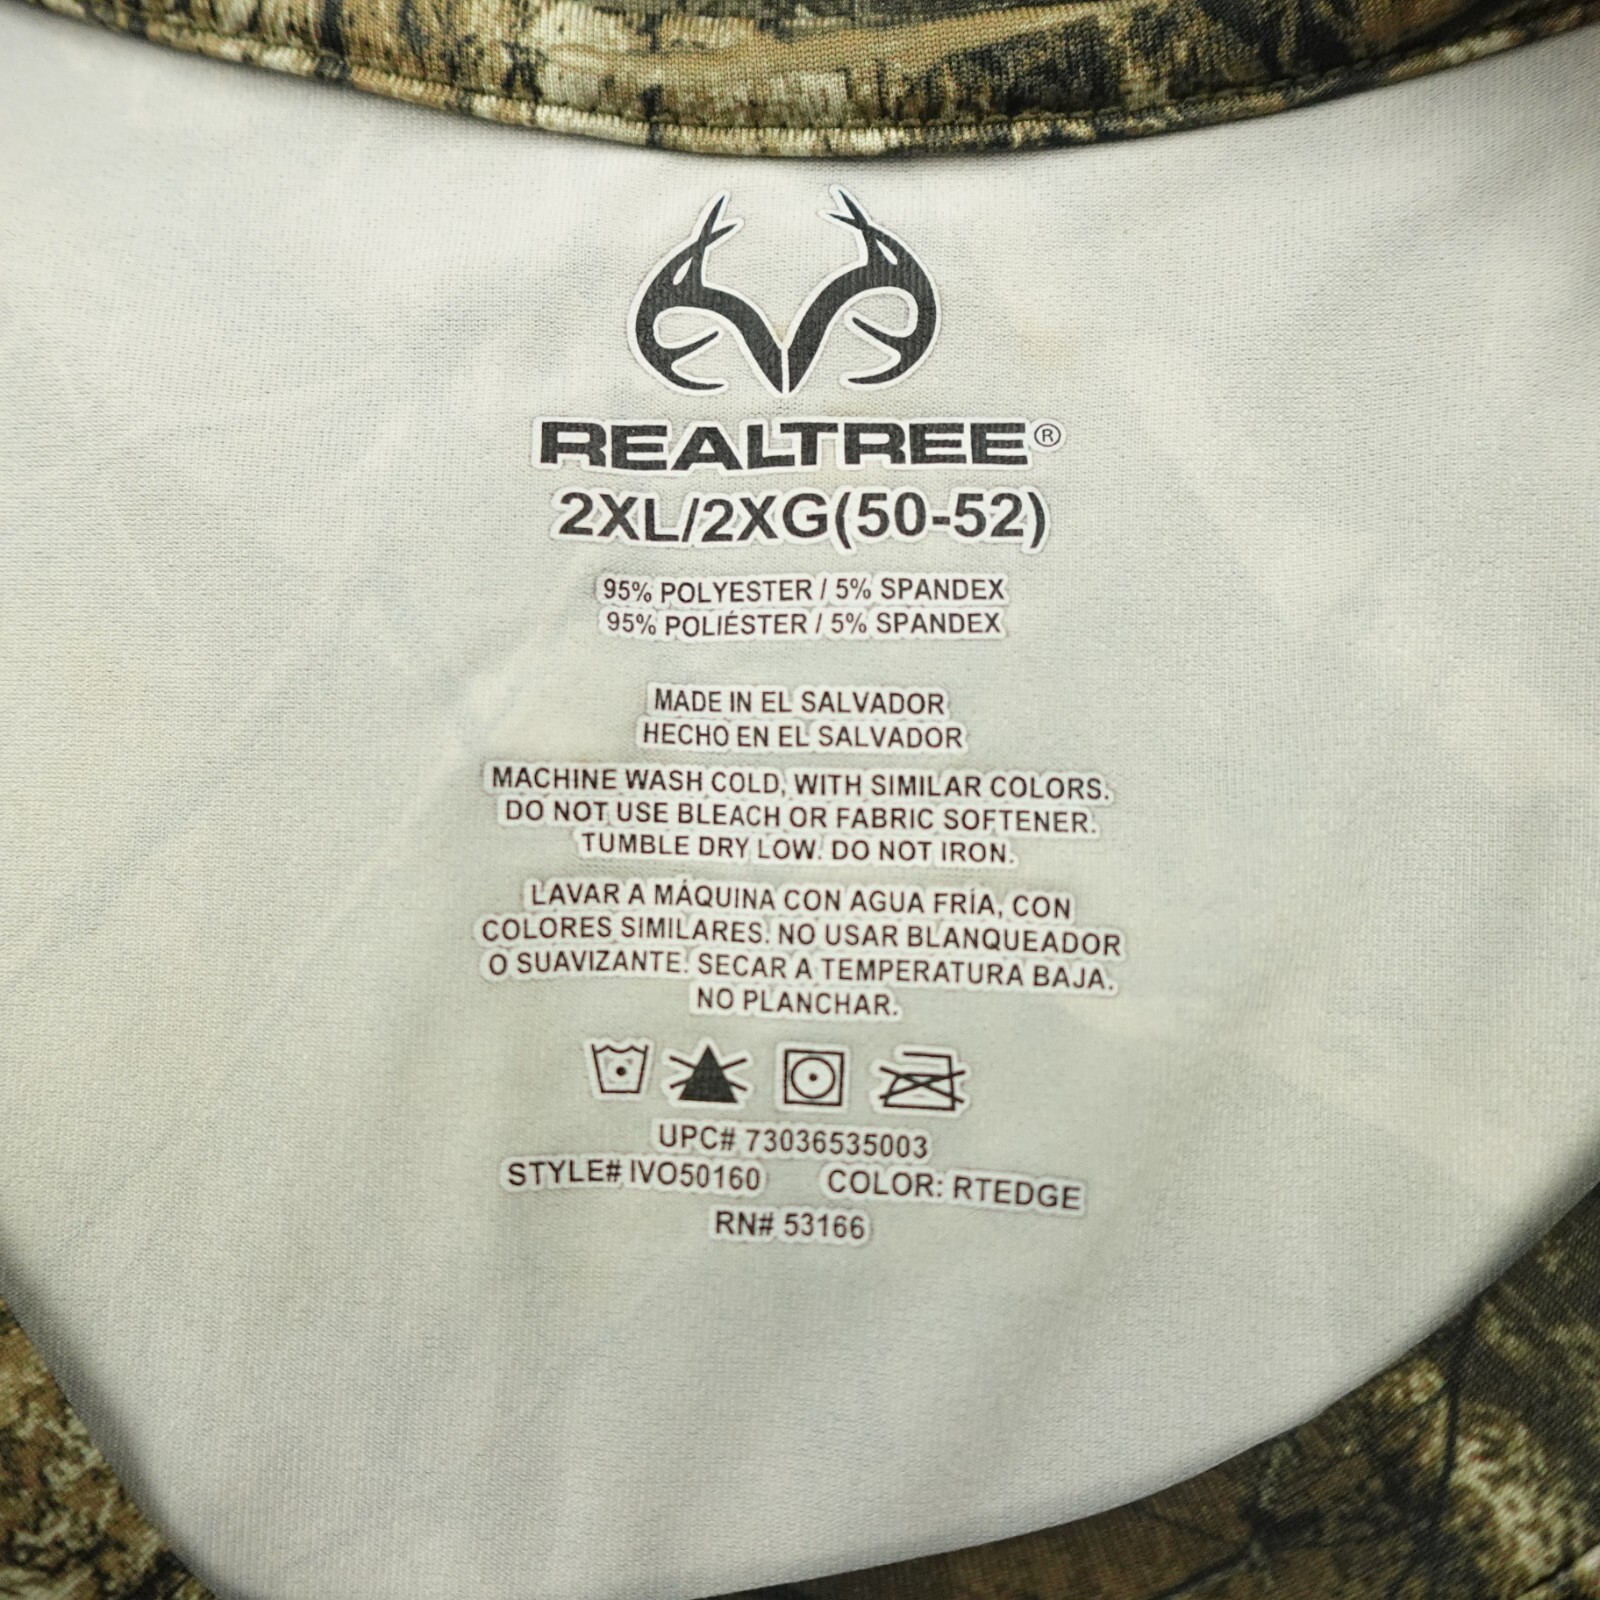 REALTREE®
2XL/2XG(50-52)
95% POLYESTER / 5% SPANDEX
95% POLIÉSTER / 5% SPANDEX
MADE IN EL SALVADOR
HECHO EN EL SALVADOR
MACHINE WASH COLD, WITH SIMILAR COLORS.
DO NOT USE BLEACH OR FABRIC SOFTENER.
TUMBLE DRY LOW. DO NOT IRON.
LAVAR A MÁQUINA CON AGUA FRÍA, CON
COLORES SIMILARES. NO USAR BLANQUEADOR
O SUAVIZANTE. SECAR A TEMPERATURA BAJA.
NO PLANCHAR.
UPC# 73036535003
STYLE# IVO50160 COLOR: RTEDGE
RN# 53166